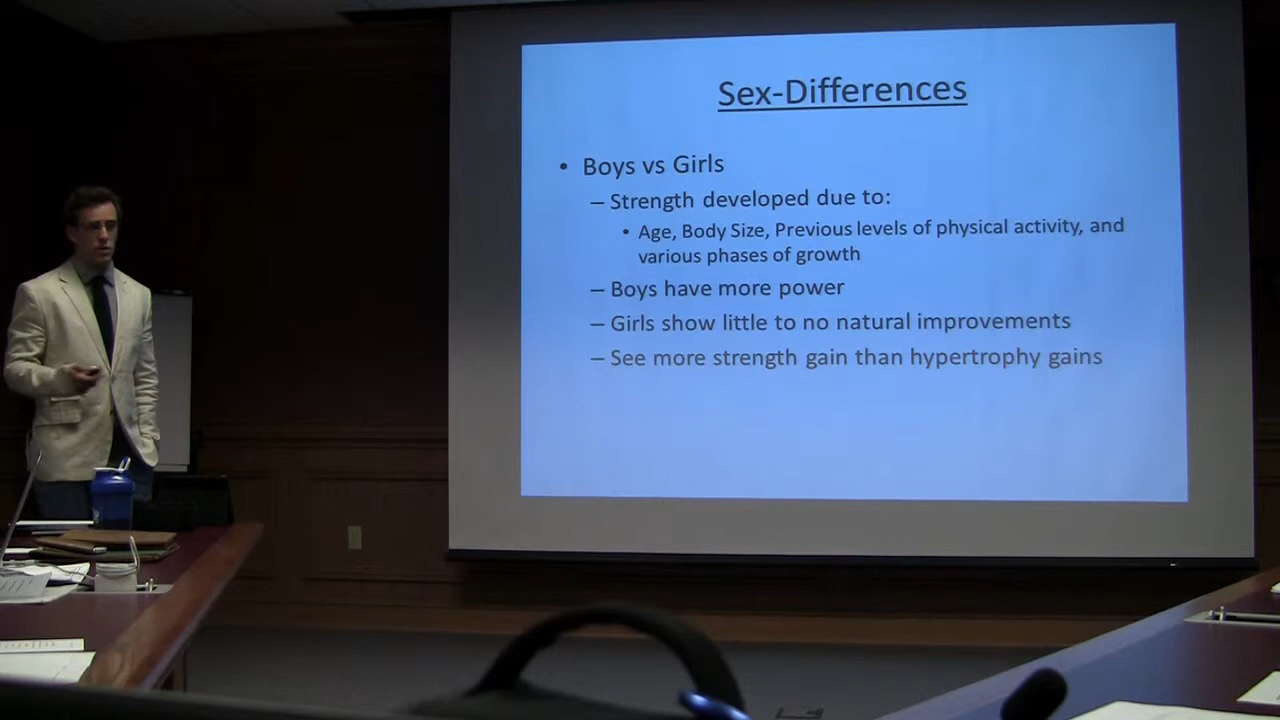 Sex-Differences
• Boys vs Girls
– Strength developed due to:
• Age, Body Size, Previous levels of physical activity, and
various phases of growth
– Boys have more power
– Girls show little to no natural improvements
– See more strength gain than hypertrophy gains